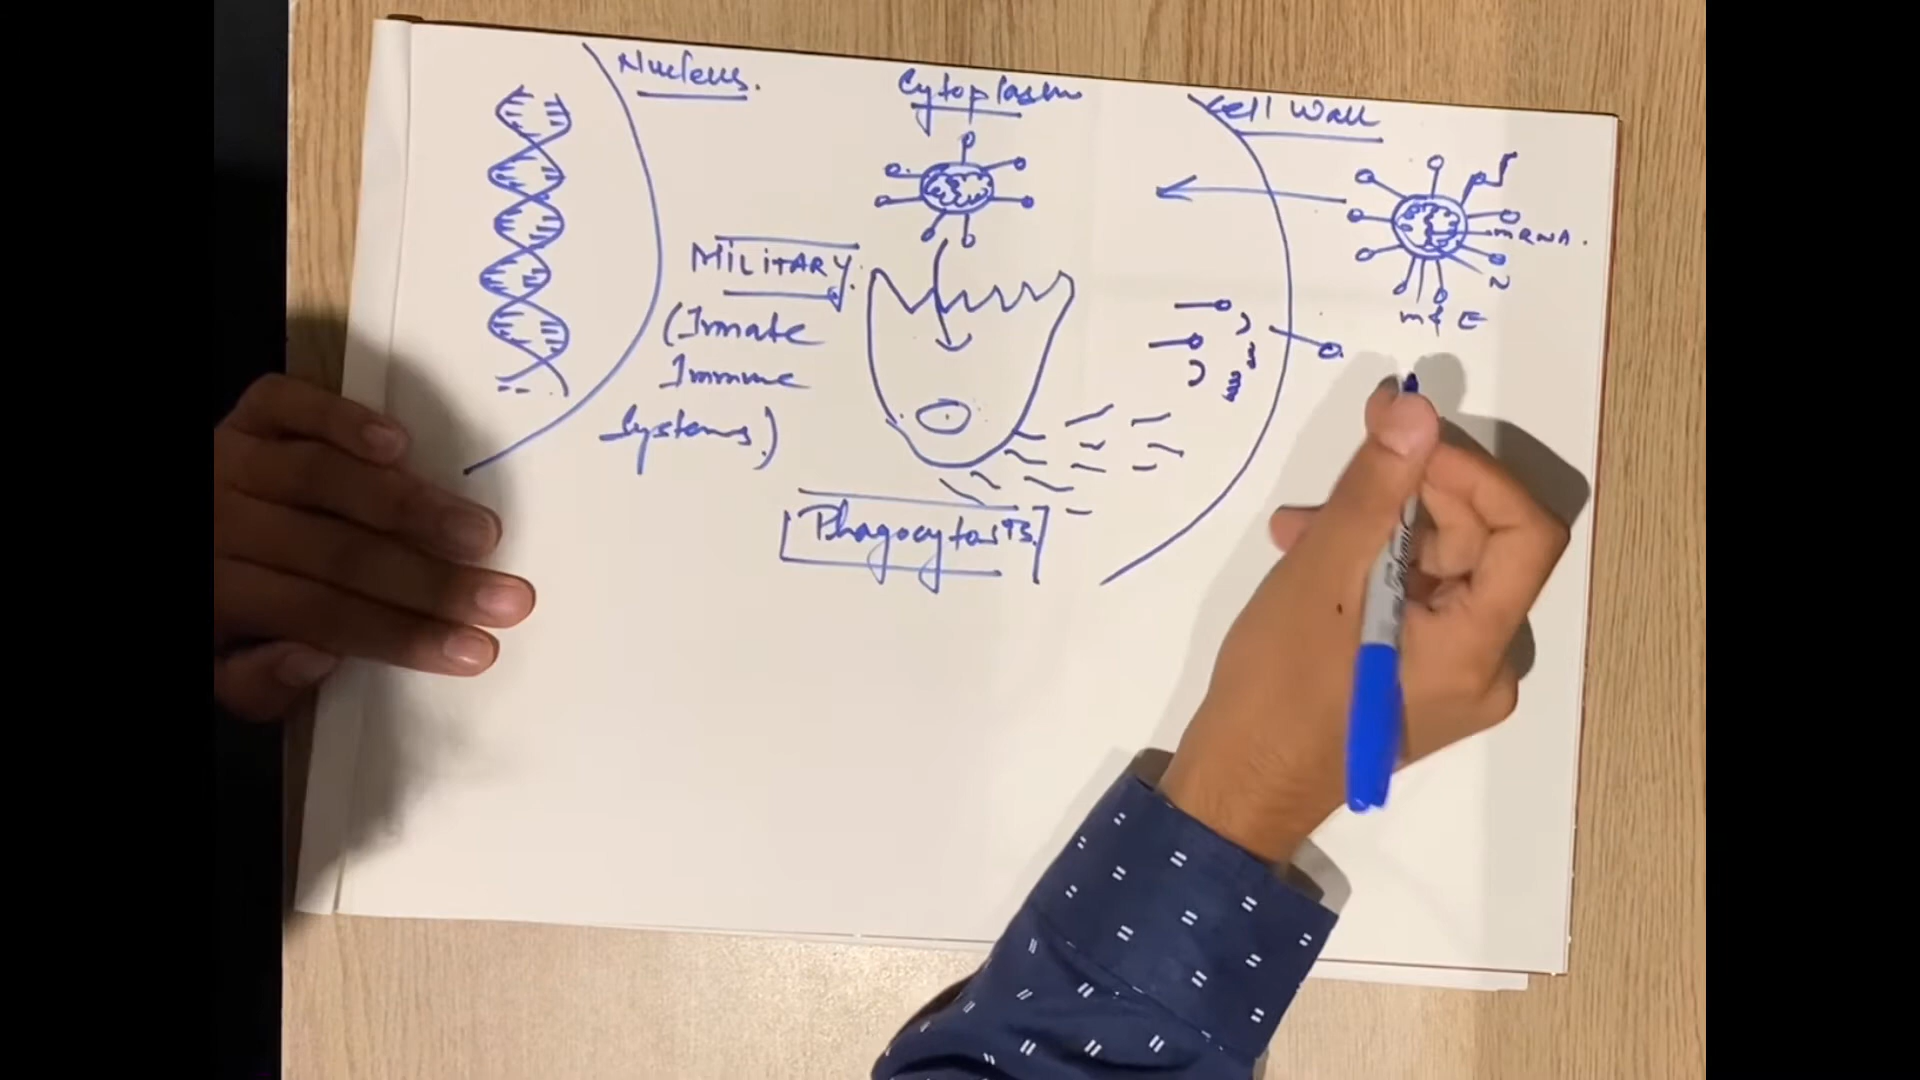 Nucleus.
Cytoplasm
Cell Wall
S
mRNA.
N
m & E
MILITARY.
(Innate
Immune
Systems.)
[Phagocytosis.]